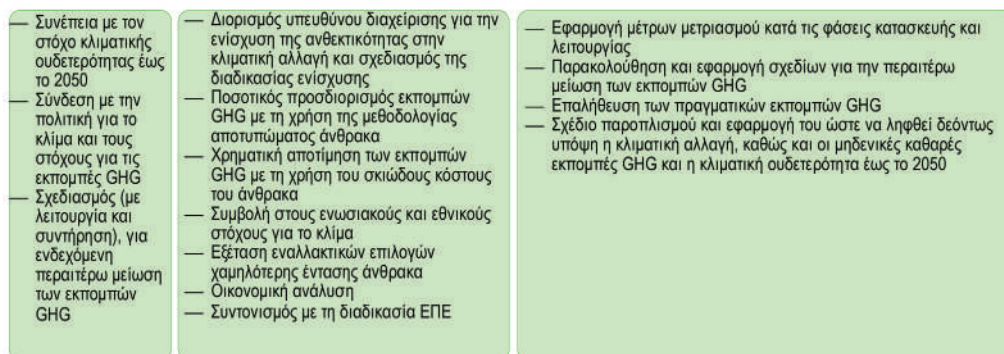 — Συνέπεια με τον
στόχο κλιματικής
ουδετερότητας έως
το 2050
— Σύνδεση με την
πολιτική για το
κλίμα και τους
στόχους για τις
εκπομπές GHG
— Σχεδιασμός (με
λειτουργία και
συντήρηση), για
ενδεχόμενη
περαιτέρω μείωση
των εκπομπών
GHG
— Διορισμός υπευθύνου διαχείρισης για την
ενίσχυση της ανθεκτικότητας στην
κλιματική αλλαγή και σχεδιασμός της
διαδικασίας ενίσχυσης
— Ποσοτικός προσδιορισμός εκπομπών
GHG με τη χρήση της μεθοδολογίας
αποτυπώματος άνθρακα
— Χρηματική αποτίμηση των εκπομπών
GHG με τη χρήση του σκιώδους κόστους
του άνθρακα
— Συμβολή στους ενωσιακούς και εθνικούς
στόχους για το κλίμα
— Εξέταση εναλλακτικών επιλογών
χαμηλότερης έντασης άνθρακα
— Οικονομική ανάλυση
— Συντονισμός με τη διαδικασία ΕΠΕ
— Εφαρμογή μέτρων μετριασμού κατά τις φάσεις κατασκευής και
λειτουργίας
— Παρακολούθηση και εφαρμογή σχεδίων για την περαιτέρω
μείωση των εκπομπών GHG
— Επαλήθευση των πραγματικών εκπομπών GHG
— Σχέδιο παροπλισμού και εφαρμογή του ώστε να ληφθεί δεόντως
υπόψη η κλιματική αλλαγή, καθώς και οι μηδενικές καθαρές
εκπομπές GHG και η κλιματική ουδετερότητα έως το 2050